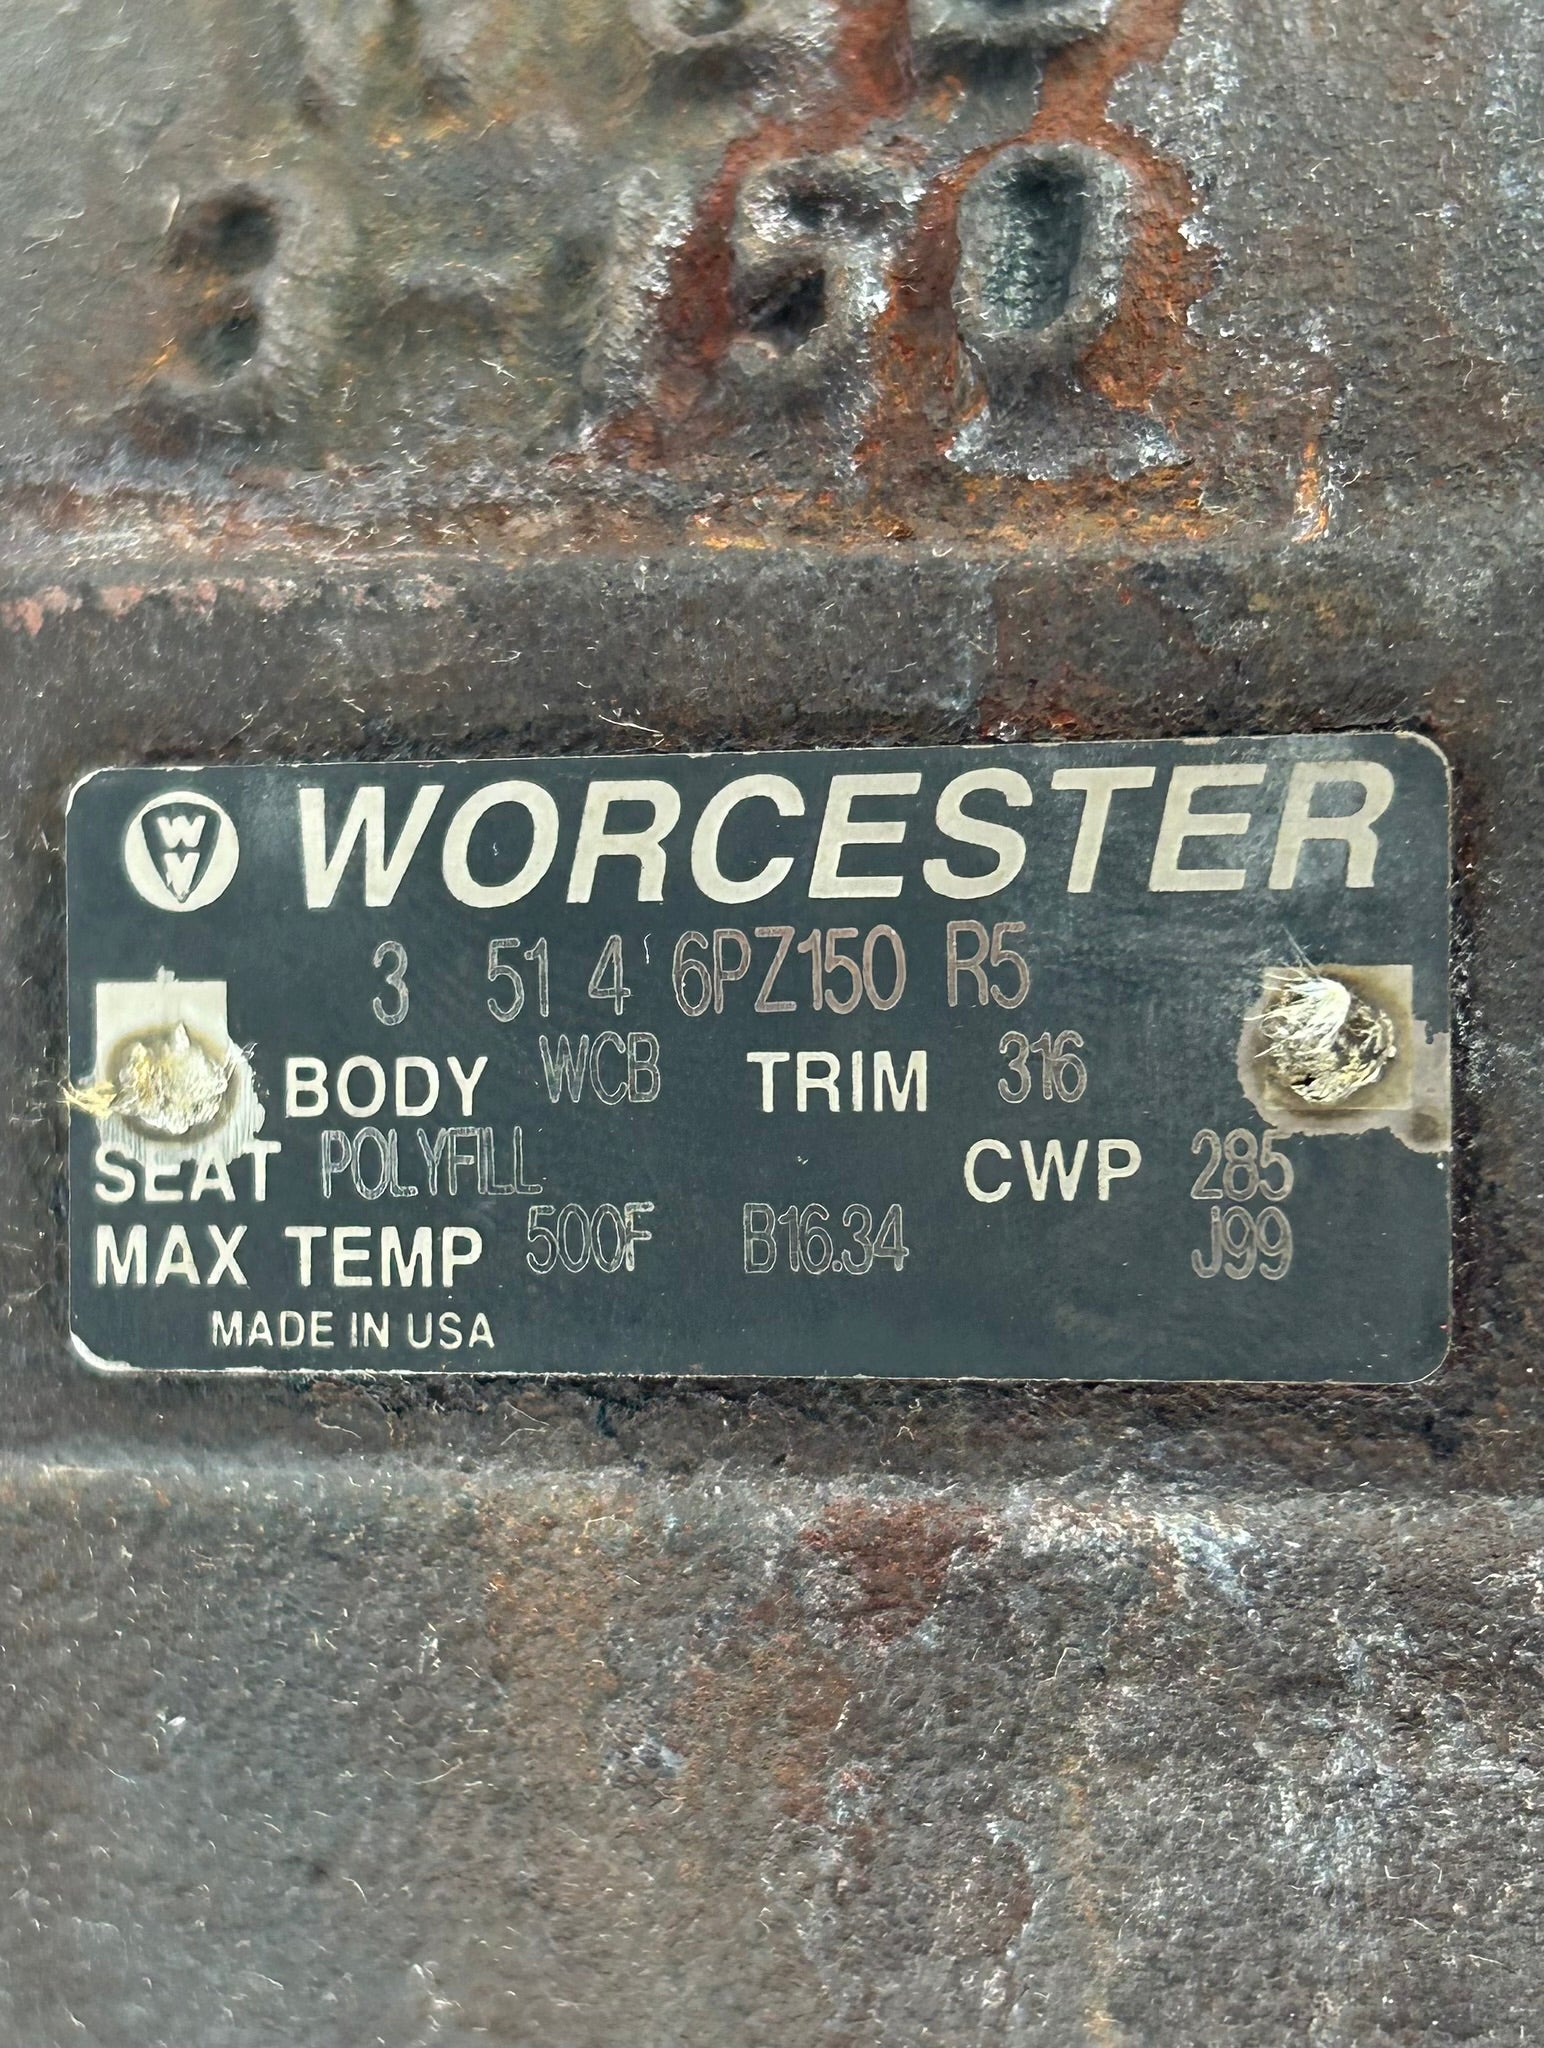 WORCESTER
3 51 4 6PZ150 R5
BODY WCB TRIM 316
SEAT POLYFILL CWP 285
MAX TEMP 500F B16.34 J99
MADE IN USA